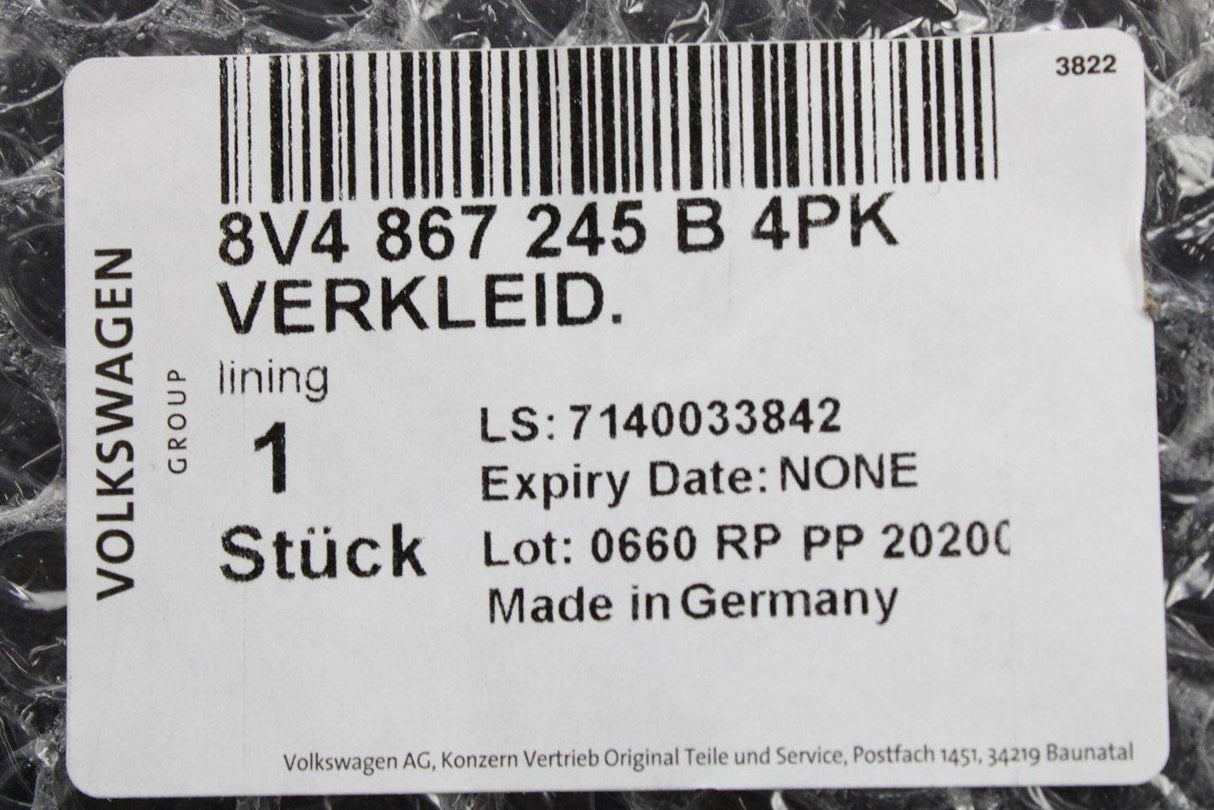 3822
8V4 867 245 B 4PK
VERKLEID.
lining
1
Stück
LS: 7140033842
Expiry Date: NONE
Lot: 0660 RP PP 2020
Made in Germany
VOLKSWAGEN
GROUP
Volkswagen AG, Konzern Vertrieb Original Teile und Service, Postfach 1451, 34219 Baunatal